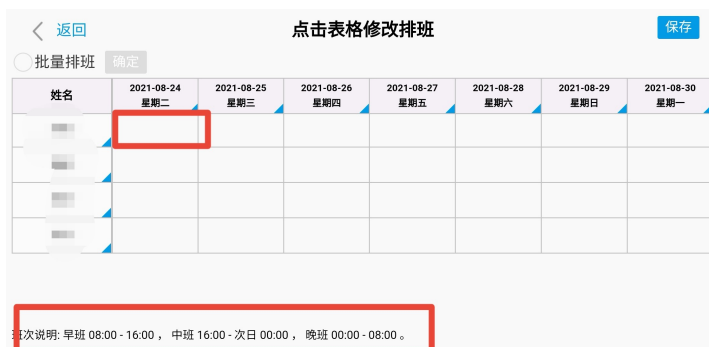 返回
点击表格修改排班
保存
批量排班 确定
姓名 2021-08-24 2021-08-25 2021-08-26 2021-08-27 2021-08-28 2021-08-29 2021-08-30
星期二 星期三 星期四 星期五 星期六 星期日 星期一
班次说明: 早班 08:00 - 16:00 ， 中班 16:00 - 次日 00:00 ， 晚班 00:00 - 08:00 。